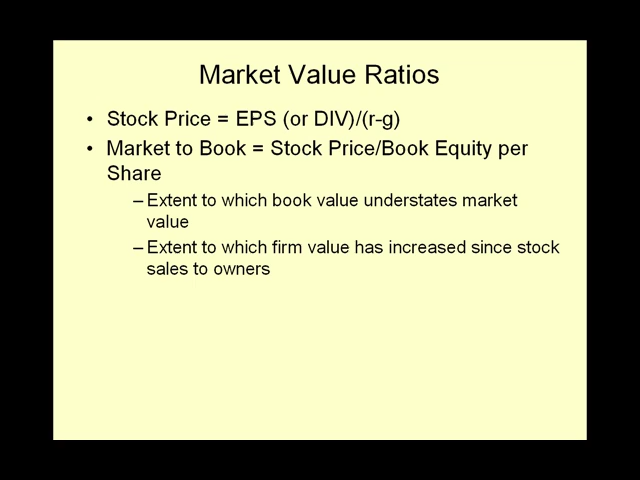 Market Value Ratios
• Stock Price = EPS (or DIV)/(r-g)
• Market to Book = Stock Price/Book Equity per
Share
– Extent to which book value understates market
value
– Extent to which firm value has increased since stock
sales to owners